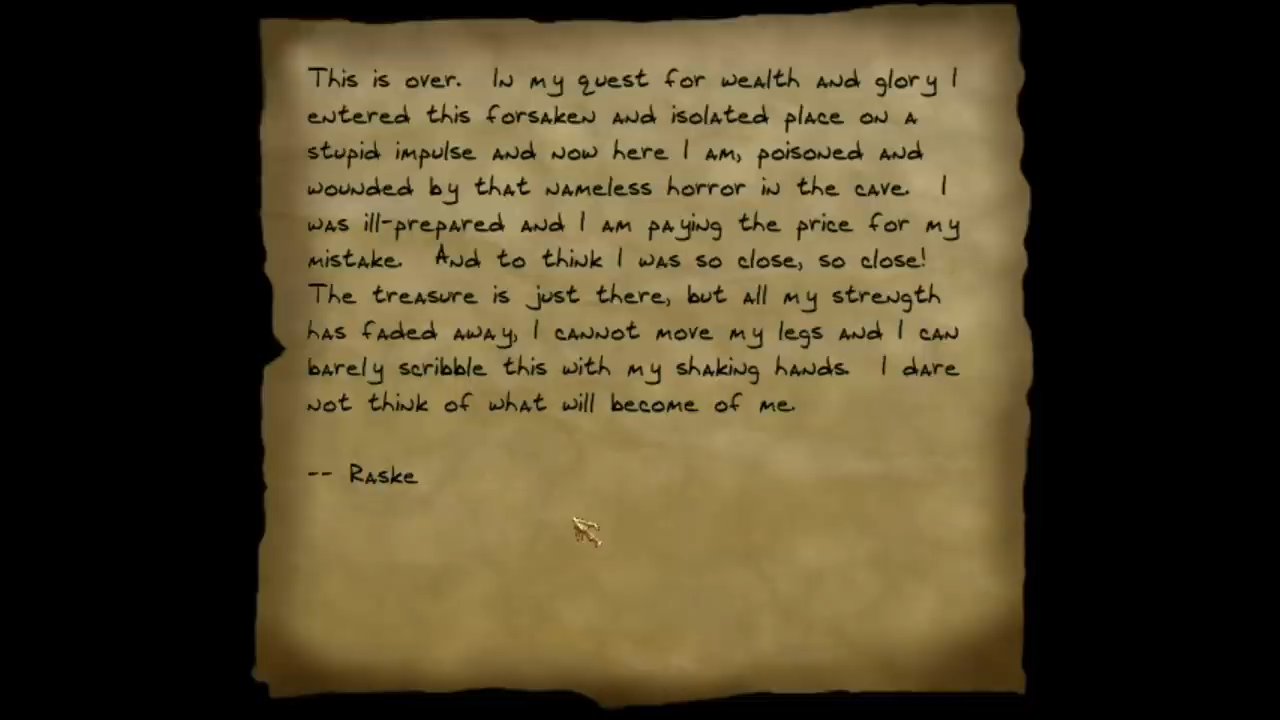 This is over. In my quest for wealth and glory I
entered this forsaken and isolated place on a
stupid impulse and now here I am, poisoned and
wounded by that nameless horror in the cave. I
was ill-prepared and I am paying the price for my
mistake. And to think I was so close, so close!
The treasure is just there, but all my strength
has faded away, I cannot move my legs and I can
barely scribble this with my shaking hands. I dare
not think of what will become of me.
-- Raske